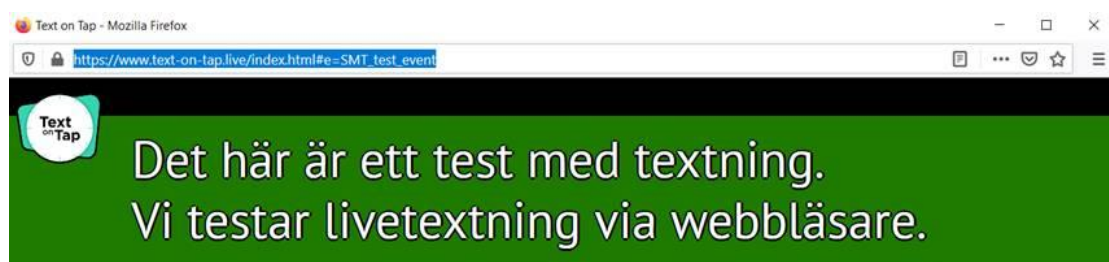 Text on Tap - Mozilla Firefox
https://www.text-on-tap.live/index.html#e=SMT_test_event
Text
on Tap
Det här är ett test med textning.
Vi testar livetextning via webbläsare.